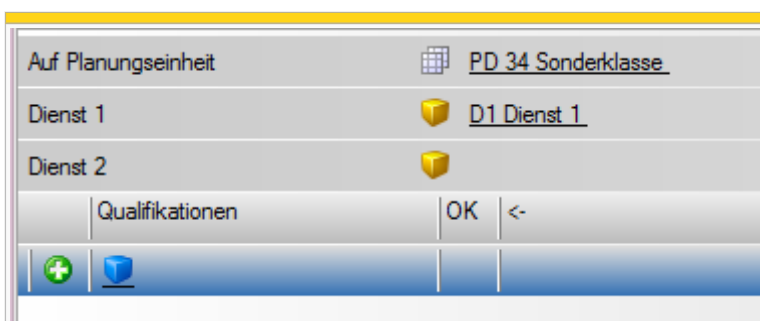 Auf Planungseinheit PD 34 Sonderklasse
Dienst 1 D1 Dienst 1
Dienst 2
Qualifikationen OK <-